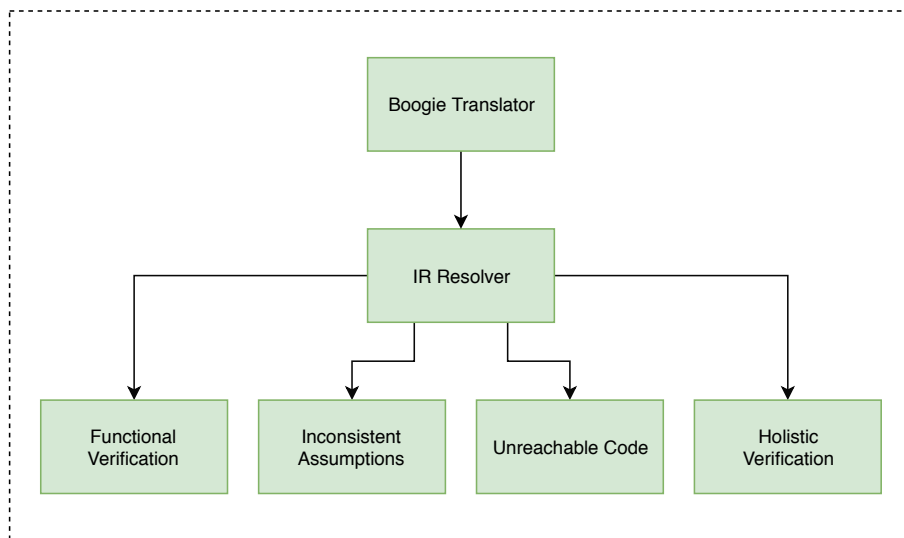 Boogie Translator
IR Resolver
Functional
Verification
Inconsistent
Assumptions
Unreachable Code
Holistic
Verification